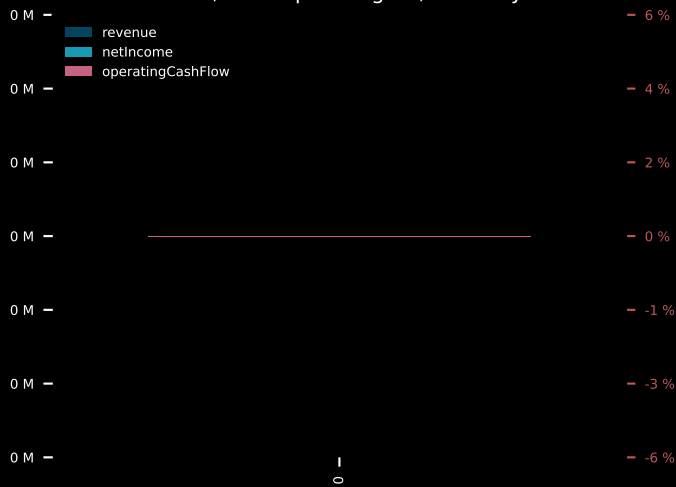 0 M
6 %
revenue
netIncome
operatingCashFlow
0 M
4 %
0 M
2 %
0 M
0 %
0 M
-1 %
0 M
-3 %
0 M
-6 %
0